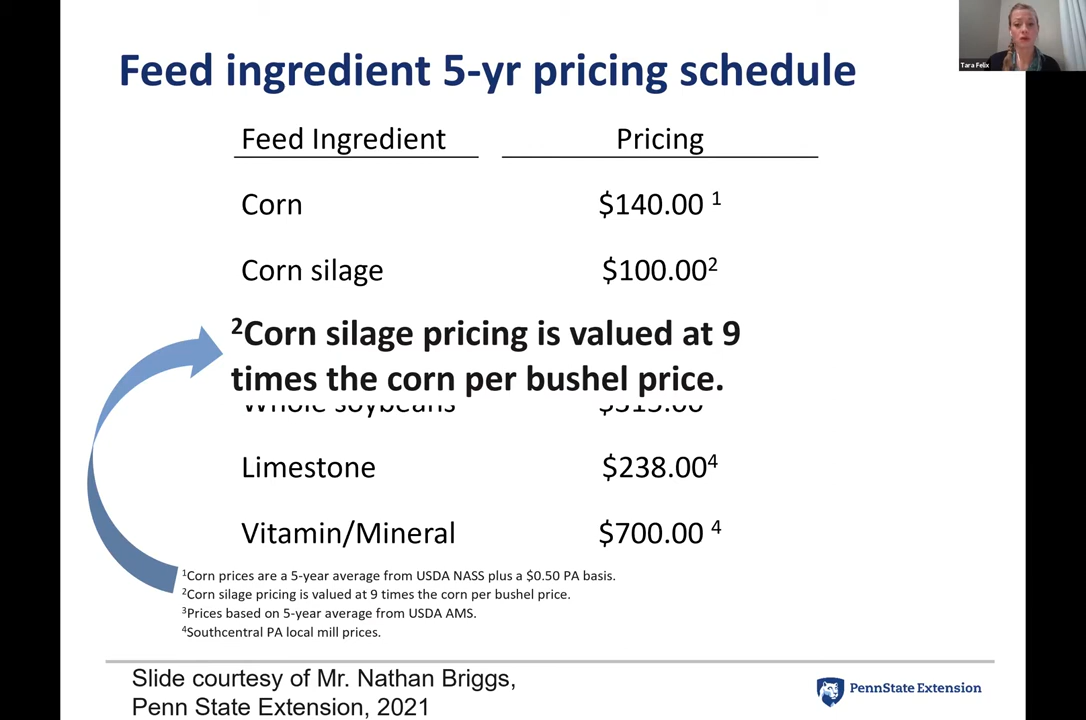 Tara Felix
Feed ingredient 5-yr pricing schedule
Feed Ingredient Pricing
Corn $140.00 1
Corn silage $100.002
2Corn silage pricing is valued at 9
times the corn per bushel price.
Whole soybeans
Limestone $238.004
Vitamin/Mineral $700.00 4
1Corn prices are a 5-year average from USDA NASS plus a $0.50 PA basis.
2Corn silage pricing is valued at 9 times the corn per bushel price.
3Prices based on 5-year average from USDA AMS.
4Southcentral PA local mill prices.
Slide courtesy of Mr. Nathan Briggs,
Penn State Extension, 2021
PennState Extension